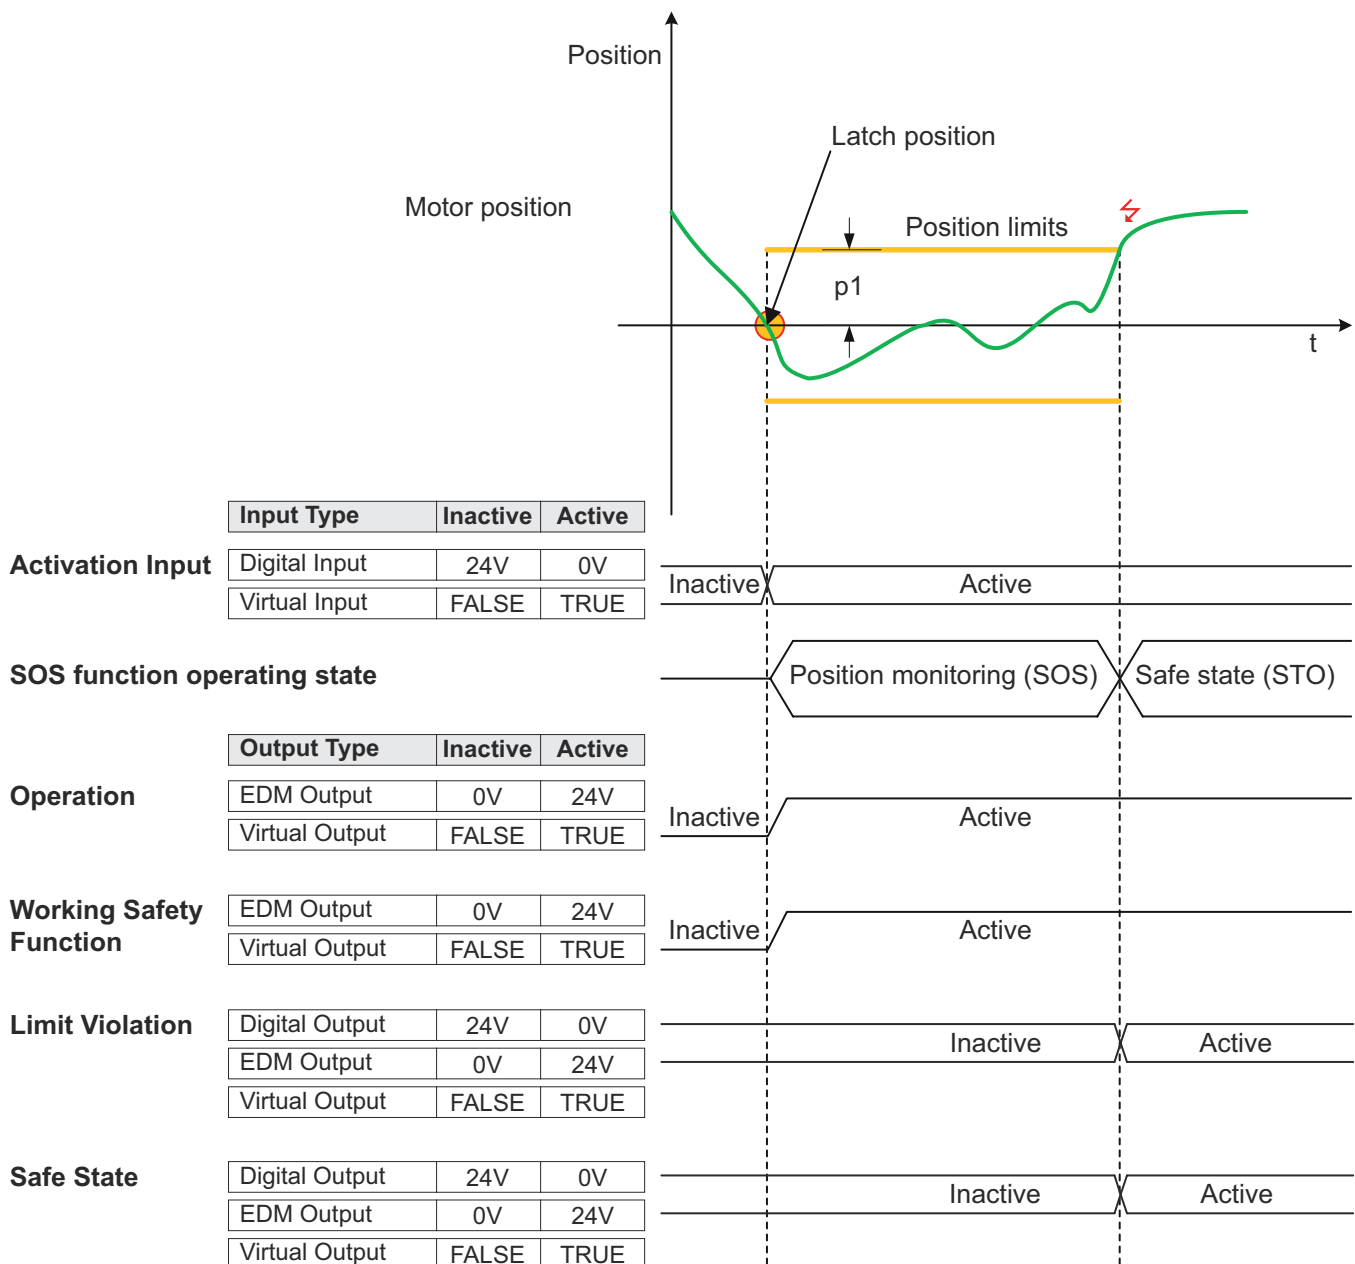 Position
Latch position
Motor position
Position limits
p1
t
Input Type Inactive Active
Activation Input Digital Input 24V 0V
Virtual Input FALSE TRUE
Inactive Active
SOS function operating state Position monitoring (SOS) Safe state (STO)
Output Type Inactive Active
Operation EDM Output 0V 24V
Virtual Output FALSE TRUE
Inactive Active
Working Safety
Function
EDM Output 0V 24V
Virtual Output FALSE TRUE
Inactive Active
Limit Violation Digital Output 24V 0V
EDM Output 0V 24V
Virtual Output FALSE TRUE
Inactive Active
Safe State Digital Output 24V 0V
EDM Output 0V 24V
Virtual Output FALSE TRUE
Inactive Active